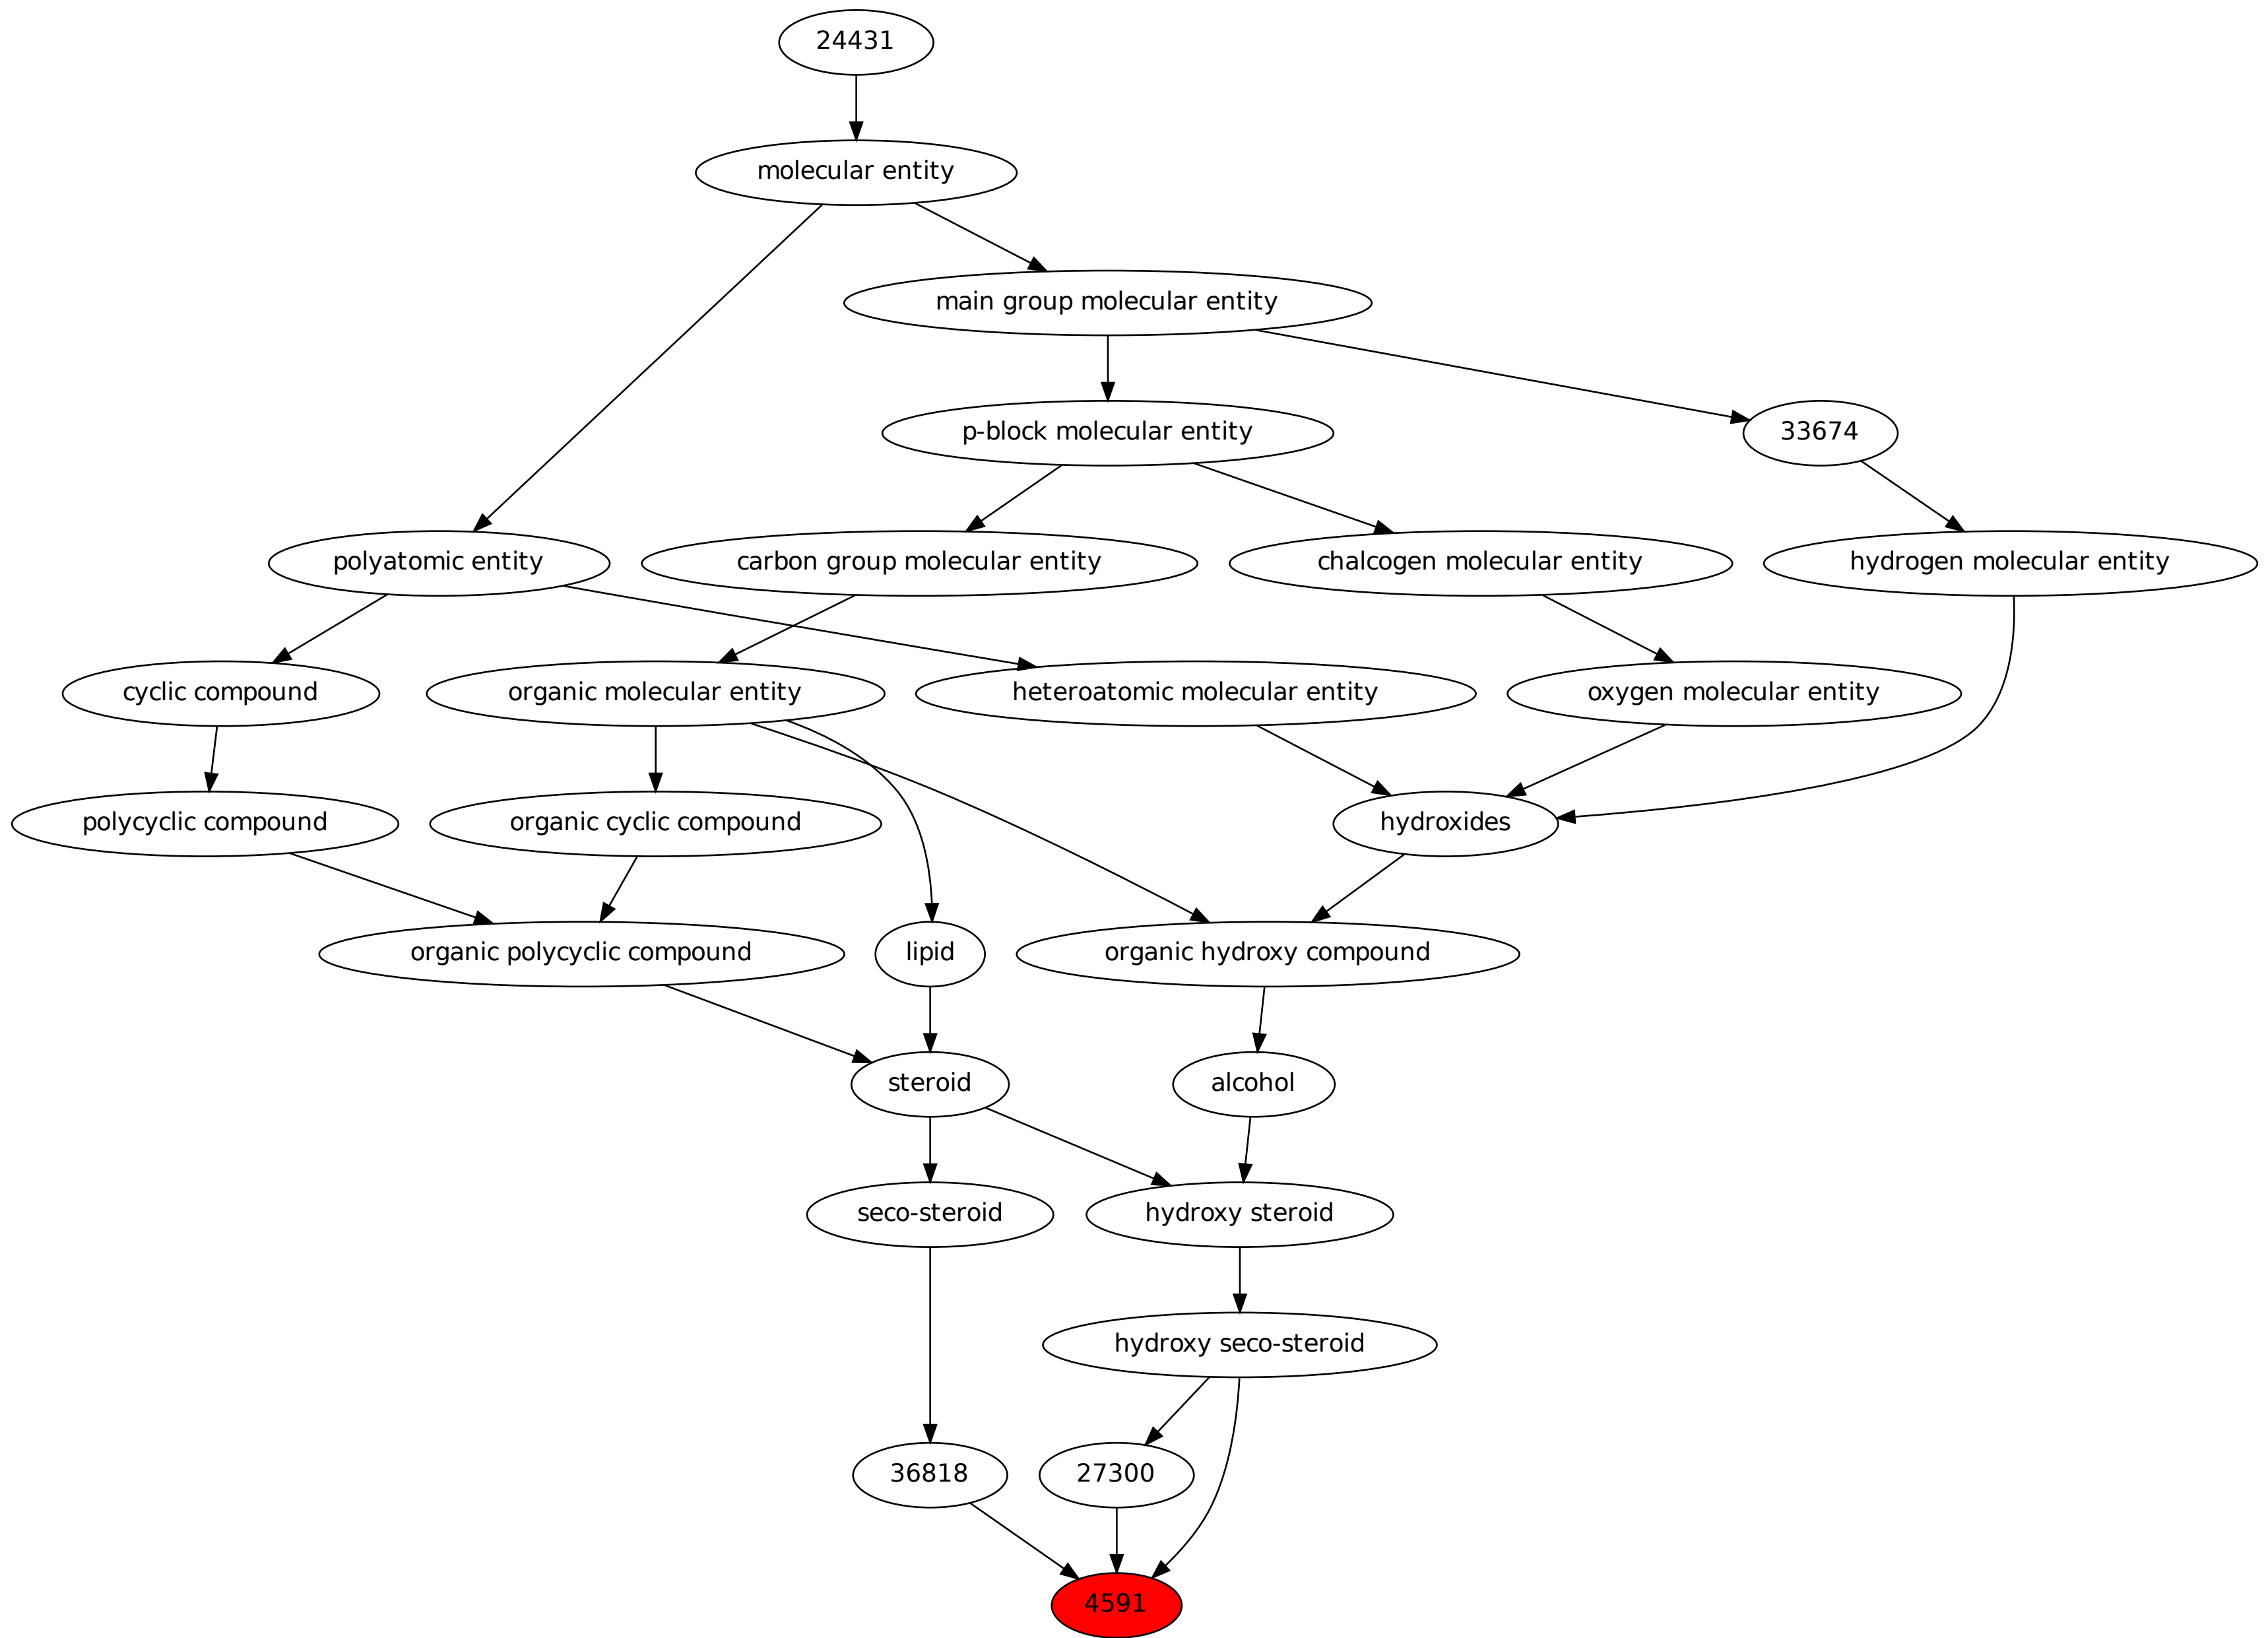 24431
molecular entity
main group molecular entity
p-block molecular entity
33674
polyatomic entity
carbon group molecular entity
chalcogen molecular entity
hydrogen molecular entity
cyclic compound
organic molecular entity
heteroatomic molecular entity
oxygen molecular entity
polycyclic compound
organic cyclic compound
hydroxides
organic polycyclic compound
lipid
organic hydroxy compound
steroid
alcohol
seco-steroid
hydroxy steroid
hydroxy seco-steroid
36818
27300
4591